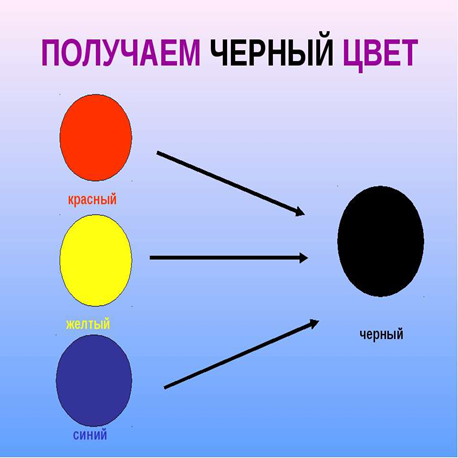 ПОЛУЧАЕМ ЧЕРНЫЙ ЦВЕТ
красный
желтый
черный
синий